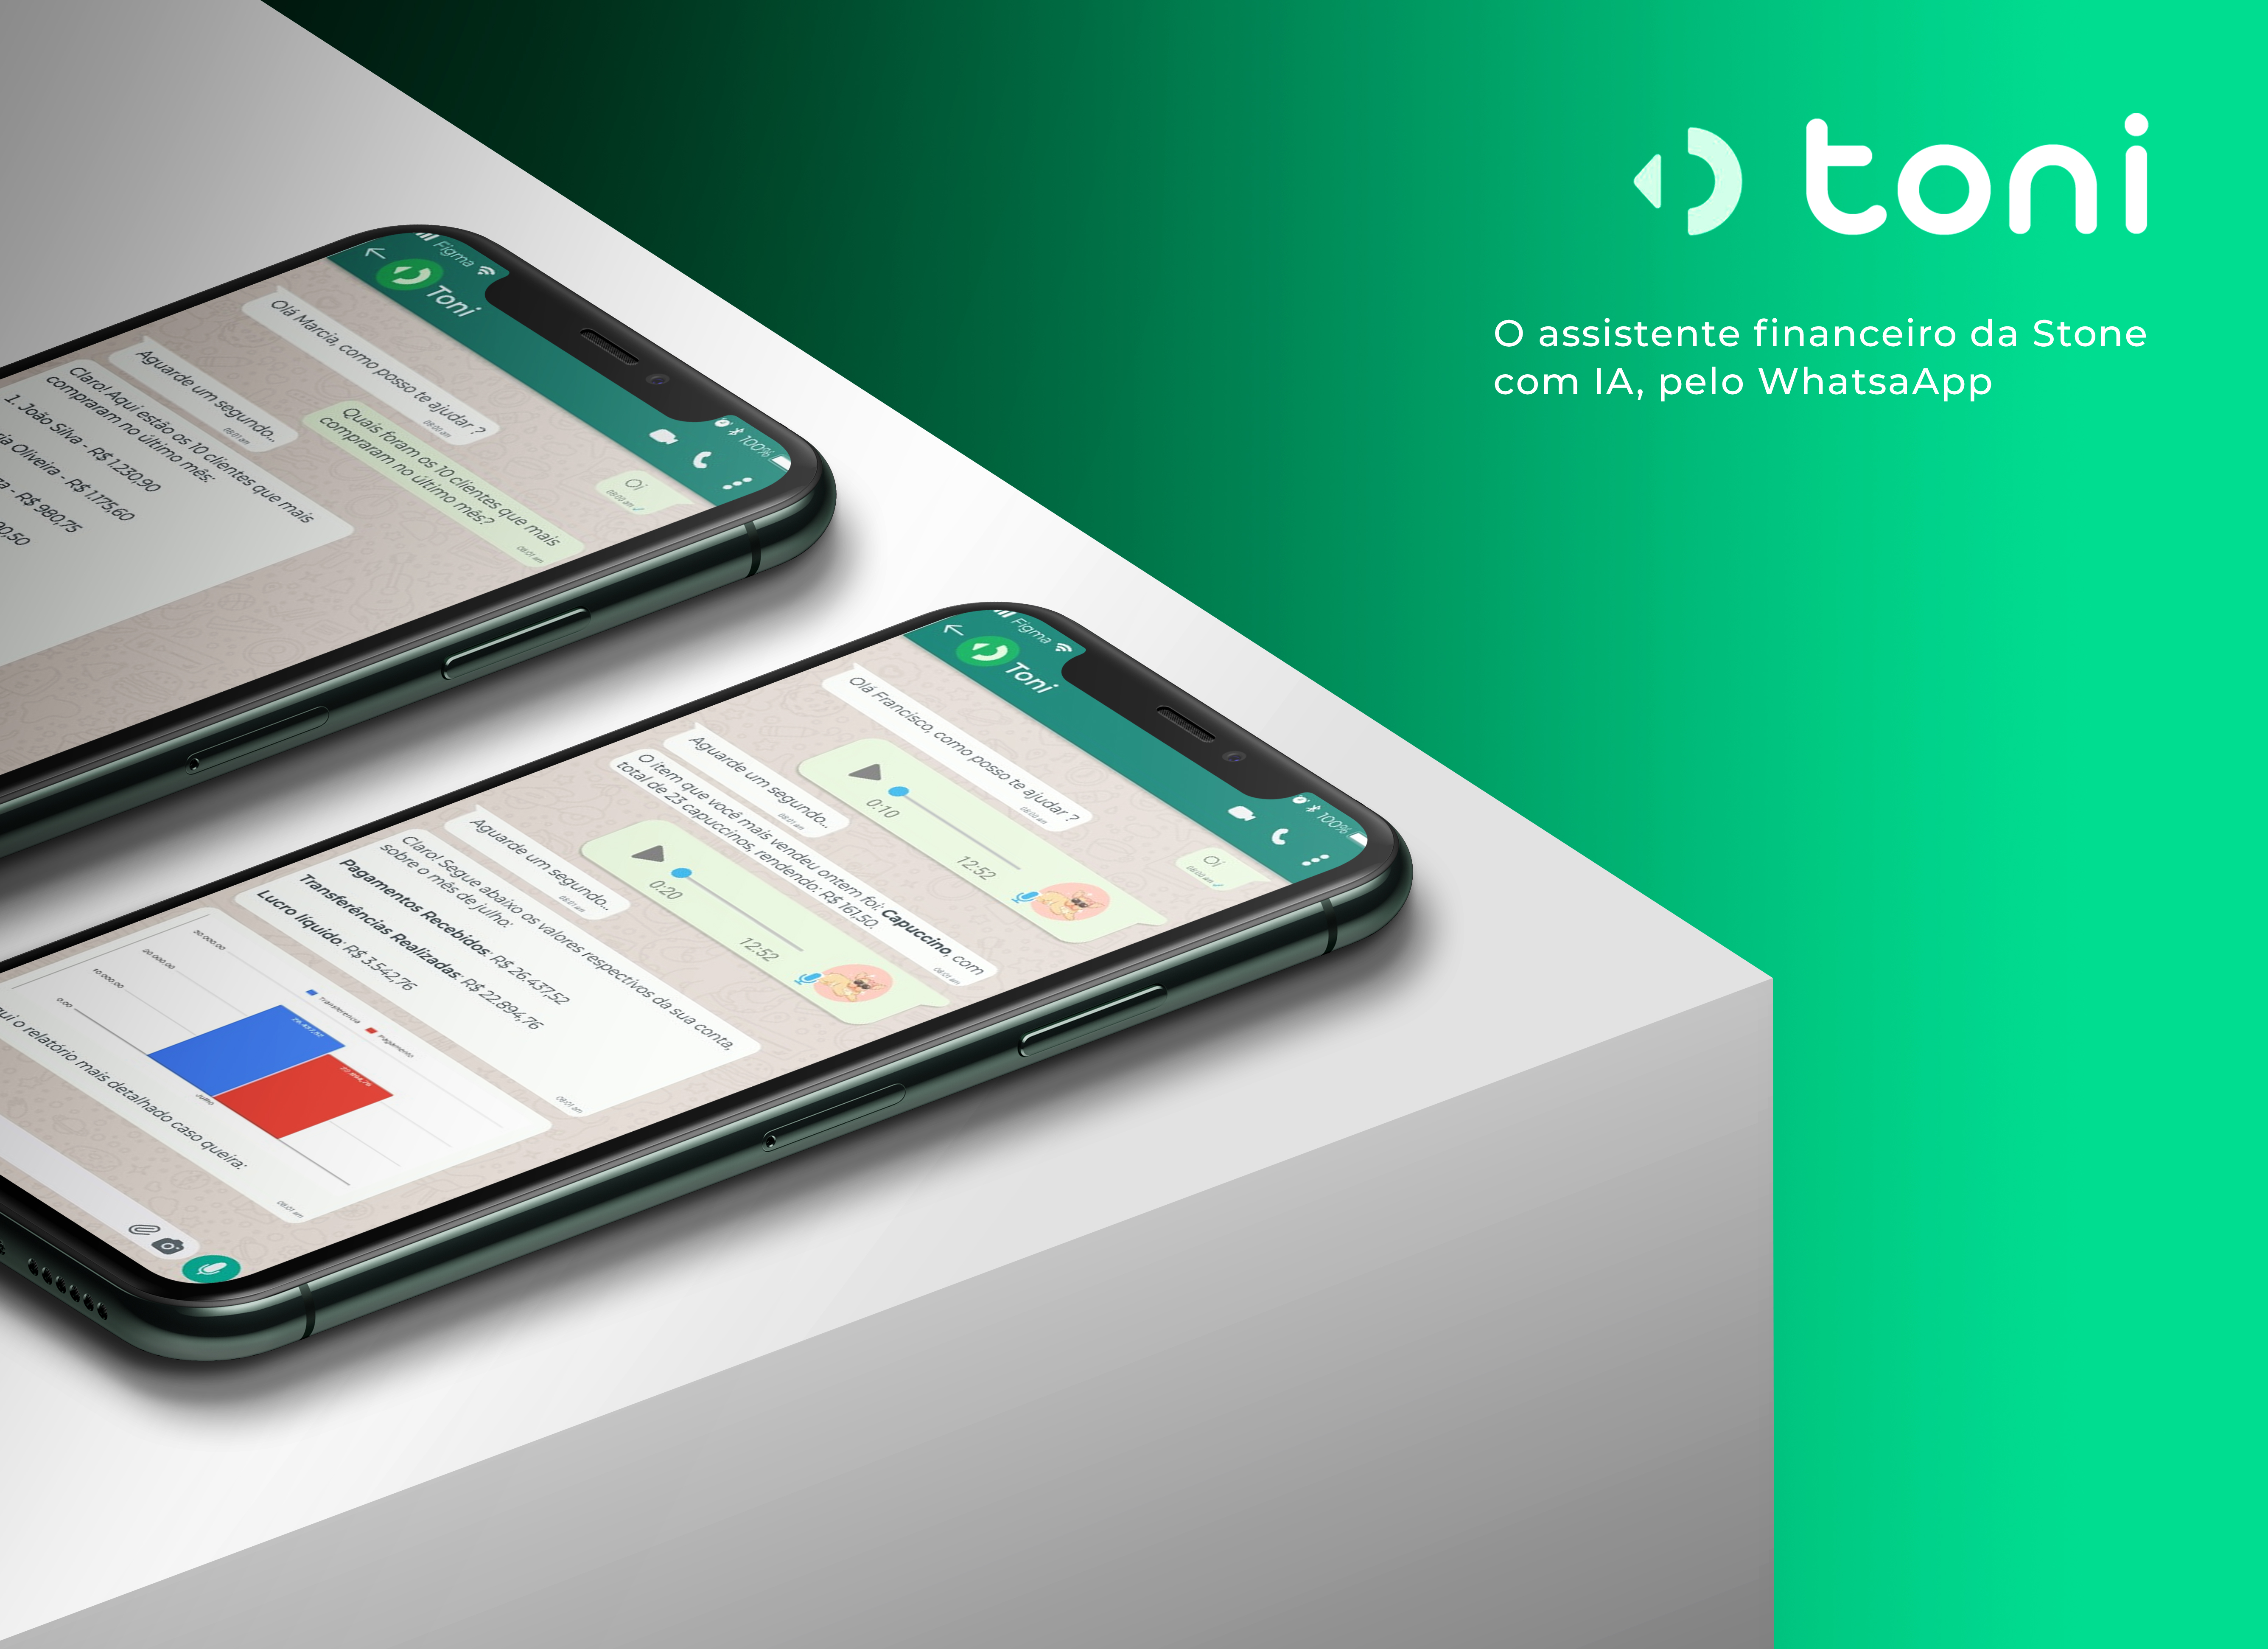 toni
O assistente financeiro da Stone
com IA, pelo WhatsaApp
Figma
100%
Toni
Oi
08:00 am
Olá Marcia, como posso te ajudar ?
08:00 am
Quais foram os 10 clientes que mais
compraram no último mês?
08:01 am
Aguarde um segundo...
08:01 am
Claro! Aqui estão os 10 clientes que mais
compraram no último mês:
1. João Silva - R$ 1.230,90
Oliveira - R$ 1.175,60
- R$ 980,75
Figma
100%
Toni
Oi
08:00 am
Olá Francisco, como posso te ajudar ?
08:00 am
0:10
12:52
Aguarde um segundo...
08:01 am
O item que você mais vendeu ontem foi: Capuccino, com
total de 23 capuccinos, rendendo: R$ 161,50.
08:01 am
0:20
12:52
Aguarde um segundo...
08:01 am
Claro! Segue abaixo os valores respectivos da sua conta,
sobre o mês de julho:
Pagamentos Recebidos: R$ 26.437,52
Transferências Realizadas: R$ 22.894,76
Lucro líquido: R$ 3.542,76
08:01 am
Transferência
Pagamento
30.000,00
20.000,00
10.000,00
0,00
26.437,52
22.894,76
Julho
o relatório mais detalhado caso queira:
08:01 am